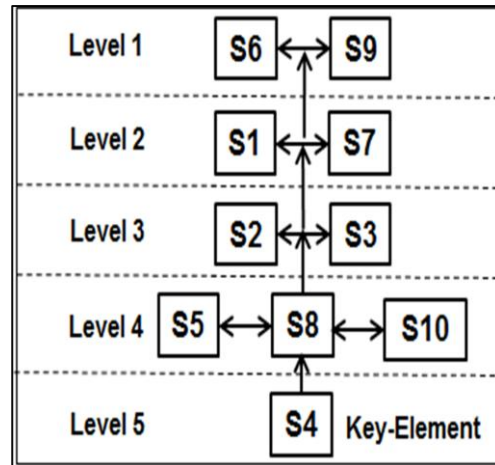 Level 1 S6 S9
Level 2 S1 S7
Level 3 S2 S3
Level 4 S5 S8 S10
Level 5 S4 Key-Element